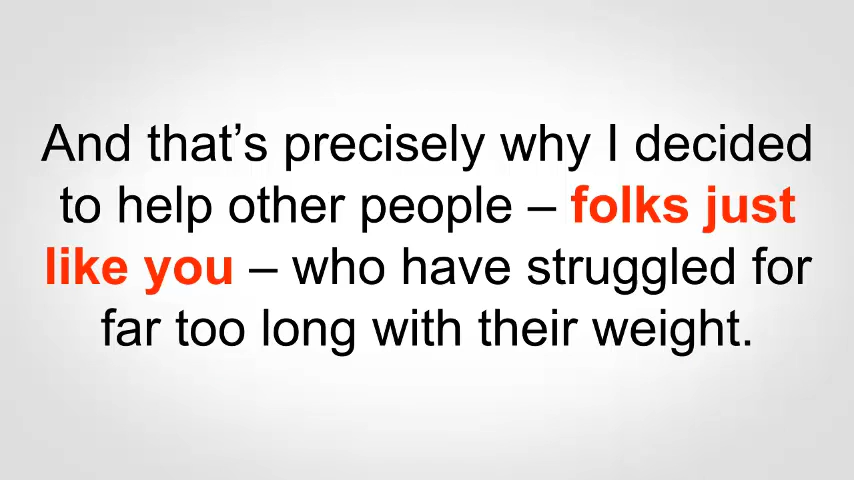 And that’s precisely why I decided
to help other people – folks just
like you – who have struggled for
far too long with their weight.